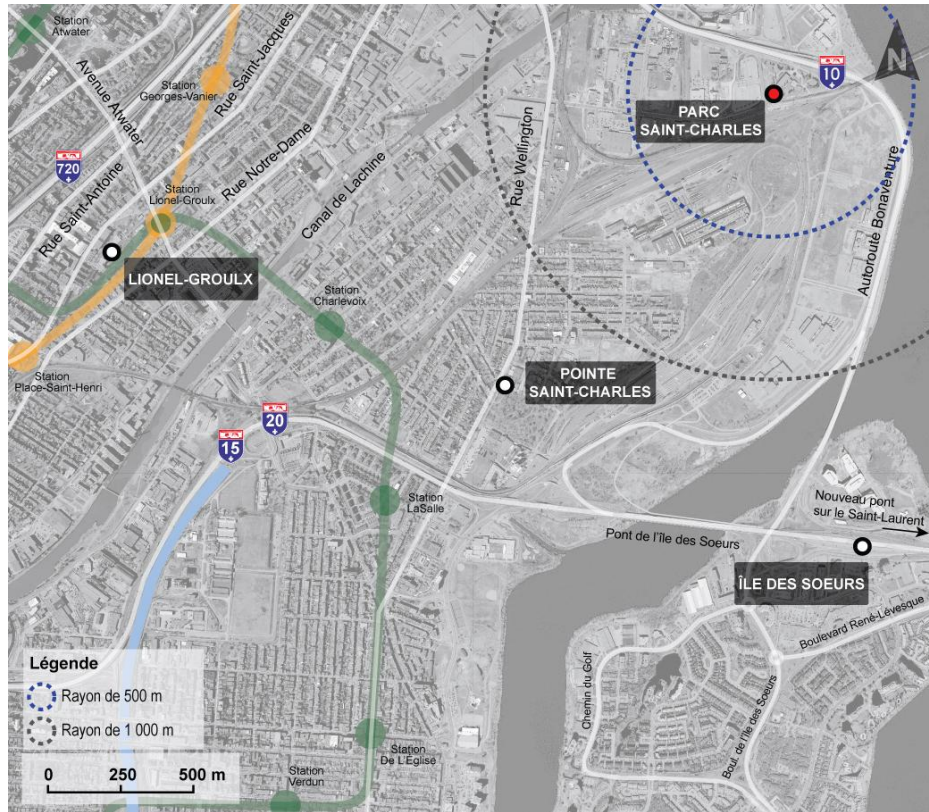 Station
Atwater
Avenue Atwater
Station
Georges-Vanier
Rue Saint-Jacques
720
Rue Saint-Antoine
Station
Lionel-Groulx
Rue Notre-Dame
Canal de Lachine
Rue Wellington
10
N
PARC
SAINT-CHARLES
Autoroute Bonaventure
LIONEL-GROULX
Station
Charlevoix
Station
Place-Saint-Henri
POINTE
SAINT-CHARLES
20
15
Station
LaSalle
Nouveau pont
sur le Saint-Laurent
Pont de l'île des Soeurs
ÎLE DES SOEURS
Boulevard René-Lévesque
Chemin du Golf
Boul. de l'île des Soeurs
Station
De L'Église
Station
Verdun
Légende
Rayon de 500 m
Rayon de 1 000 m
0 250 500 m